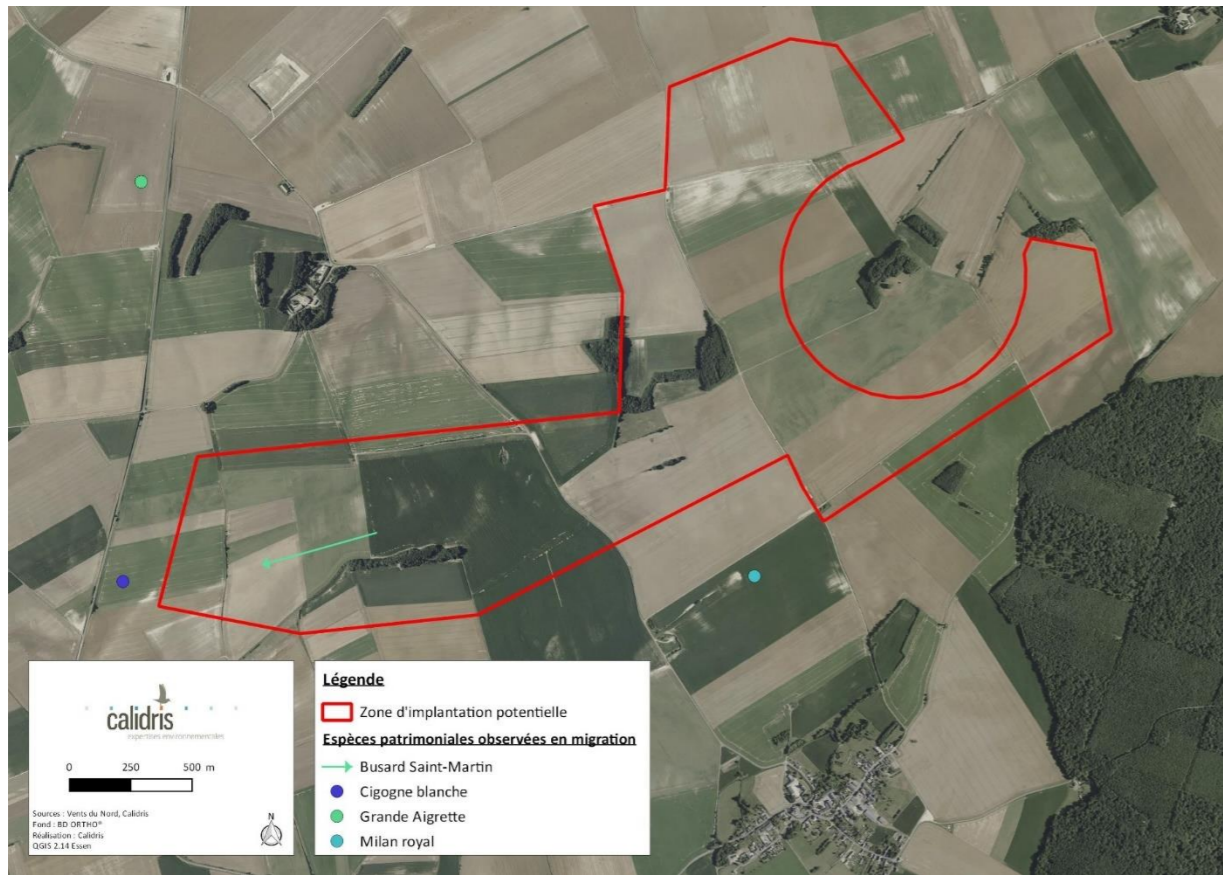 calidris
expertises environnementales
0 250 500 m
Sources : Vents du Nord, Calidris
Fond : BD ORTHO®
Réalisation : Calidris
QGIS 2.14 Essen
N
Légende
Zone d'implantation potentielle
Espèces patrimoniales observées en migration
Busard Saint-Martin
Cigogne blanche
Grande Aigrette
Milan royal